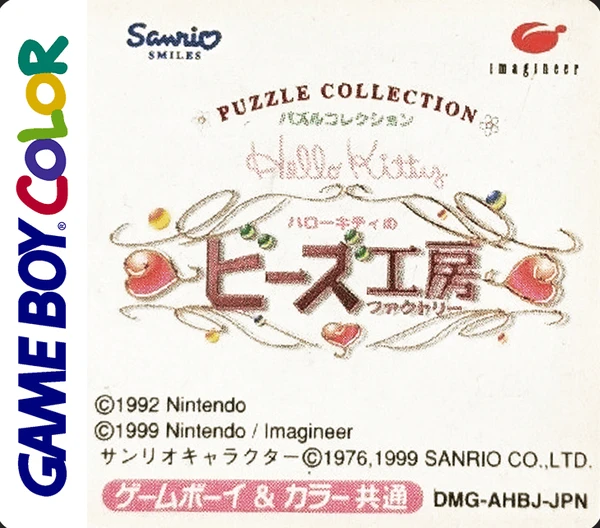 GAME BOY COLOR
Sanrio
SMILES
imagineer
PUZZLE COLLECTION
パズルコレクション
Hello Kitty
ハローキティの
ビーズ工房
ファクトリー
©1992 Nintendo
©1999 Nintendo / Imagineer
サンリオキャラクター©1976,1999 SANRIO CO.,LTD.
ゲームボーイ & カラー共通
DMG-AHBJ-JPN